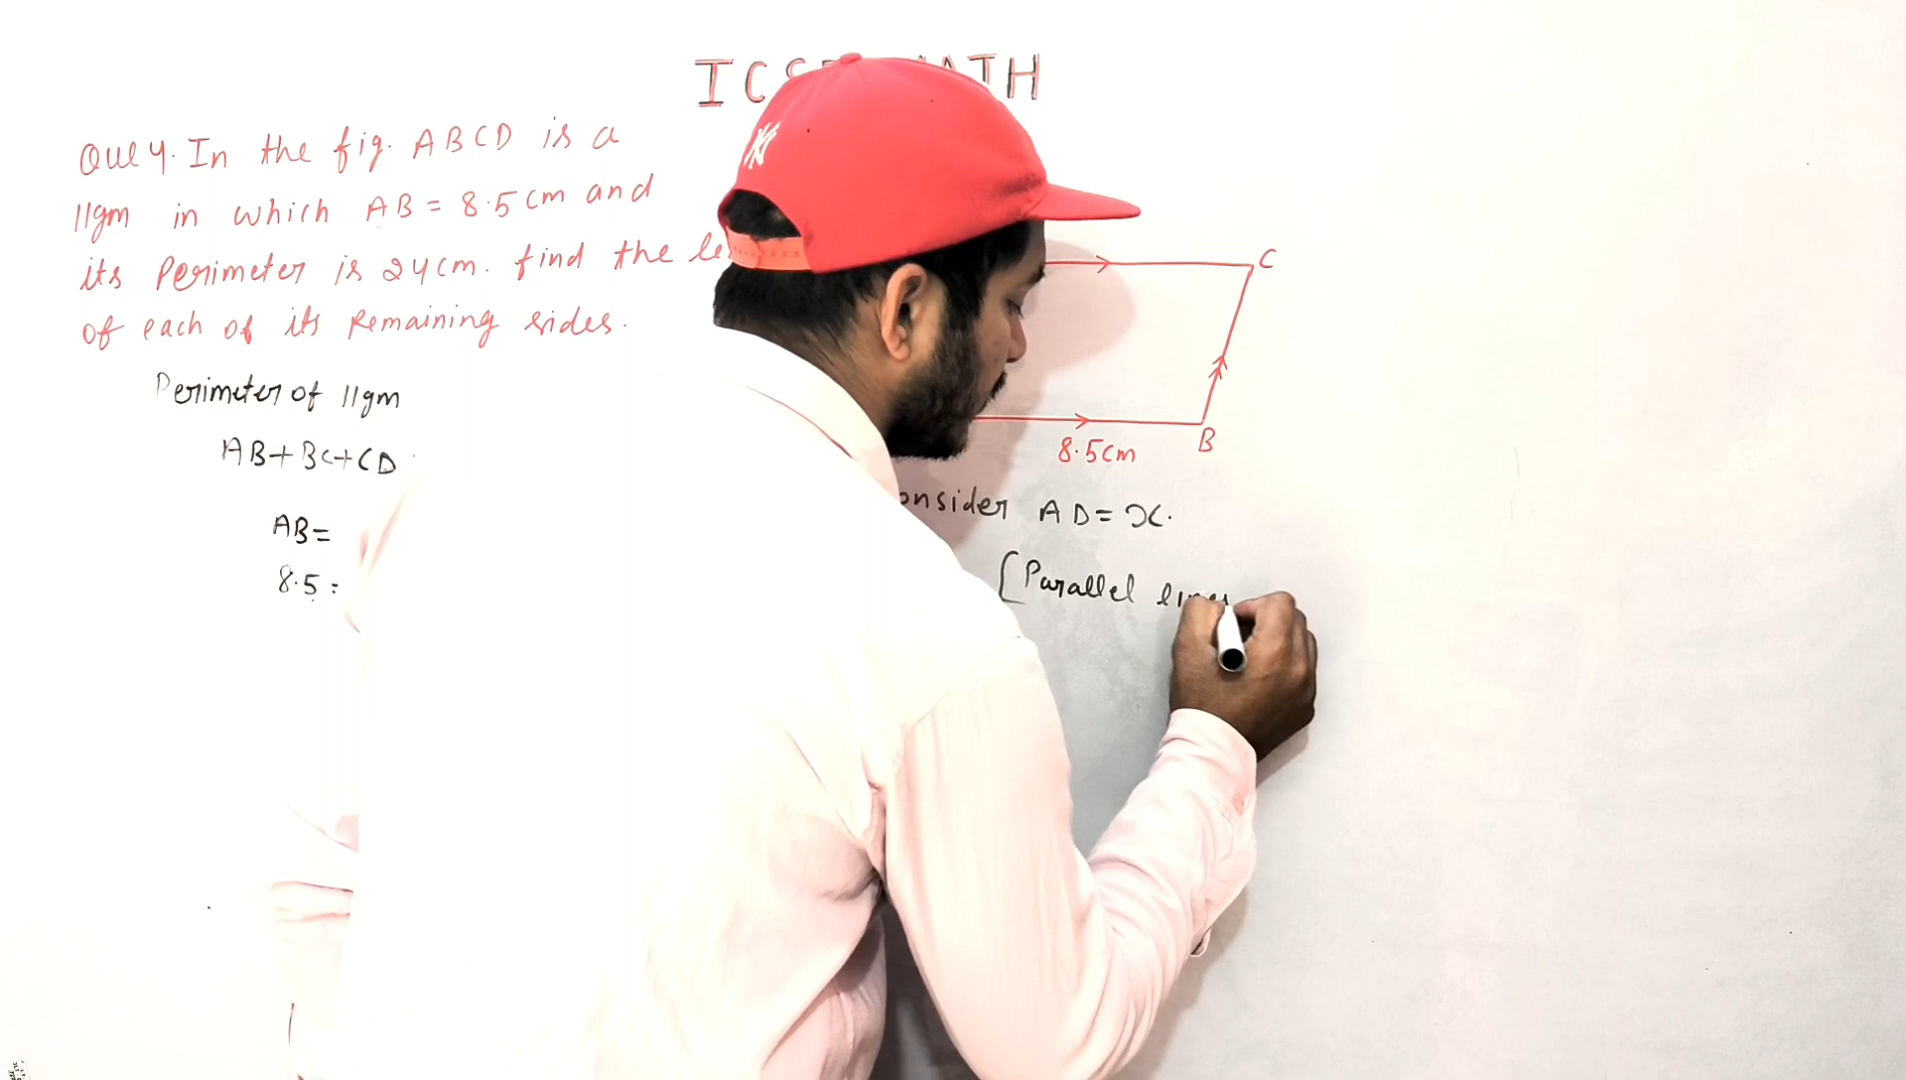 ICS MATH
Que 4. In the fig. ABCD is a
llgm in which AB = 8.5 cm and
its Perimeter is 24 cm. find the le
of each of its Remaining sides.
C
B
8.5cm
Perimeter of llgm
AB+BC+CD
AB=
8.5=
onsider AD=x.
[Parallel lines